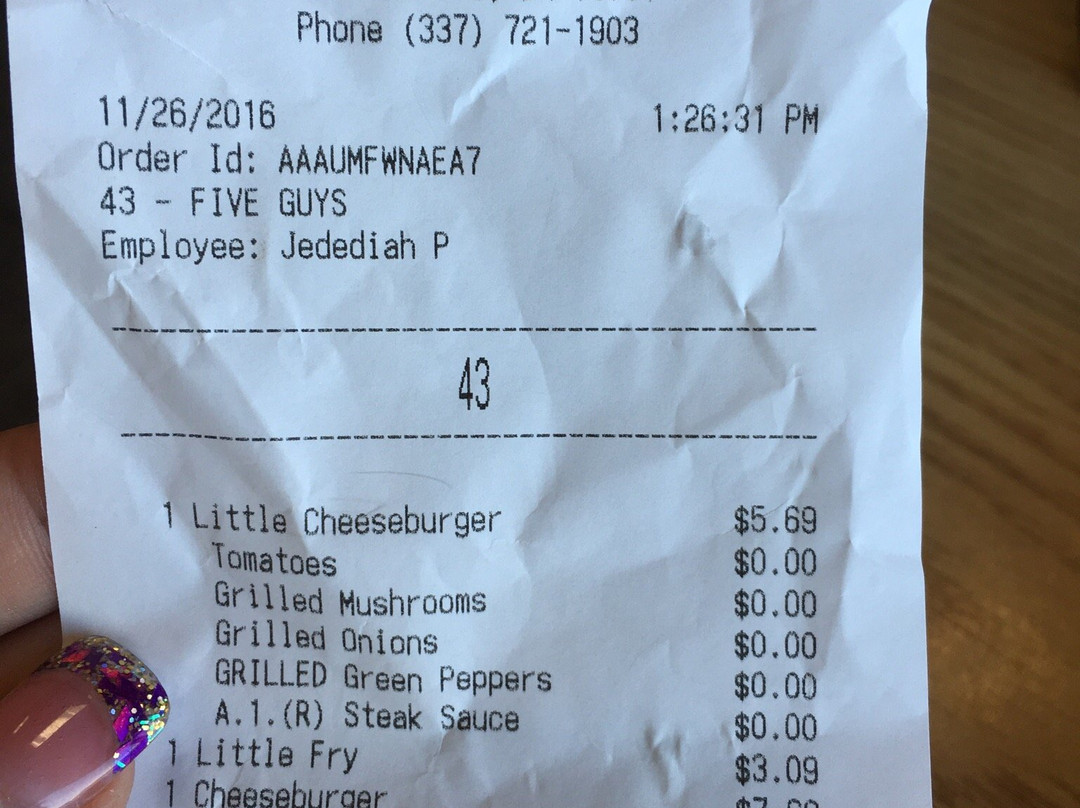 Phone (337) 721-1903
11/26/2016 1:26:31 PM
Order Id: AAAUMFWNAEA7
43 - FIVE GUYS
Employee: Jedediah P
43
1 Little Cheeseburger $5.69
Tomatoes $0.00
Grilled Mushrooms $0.00
Grilled Onions $0.00
GRILLED Green Peppers $0.00
A.1.(R) Steak Sauce $0.00
1 Little Fry $3.09
1 Cheeseburger